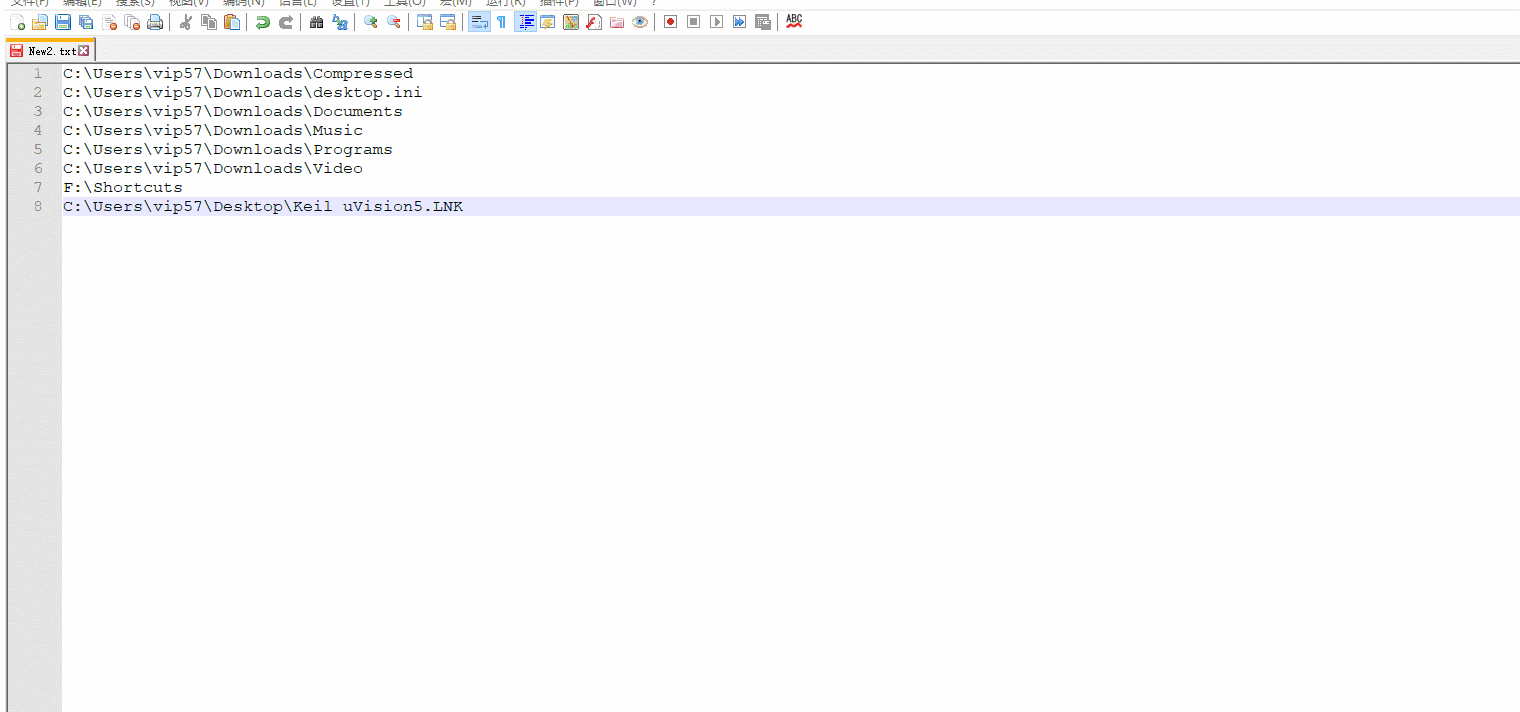 文件(F) 编辑(E) 搜索(S) 视图(V) 编码(N) 语言(L) 设置(T) 工具(O) 宏(M) 运行(R) 插件(P) 窗口(W) ?
ABC
New2.txt
1 C:\Users\vip57\Downloads\Compressed
2 C:\Users\vip57\Downloads\desktop.ini
3 C:\Users\vip57\Downloads\Documents
4 C:\Users\vip57\Downloads\Music
5 C:\Users\vip57\Downloads\Programs
6 C:\Users\vip57\Downloads\Video
7 F:\Shortcuts
8 C:\Users\vip57\Desktop\Keil uVision5.LNK